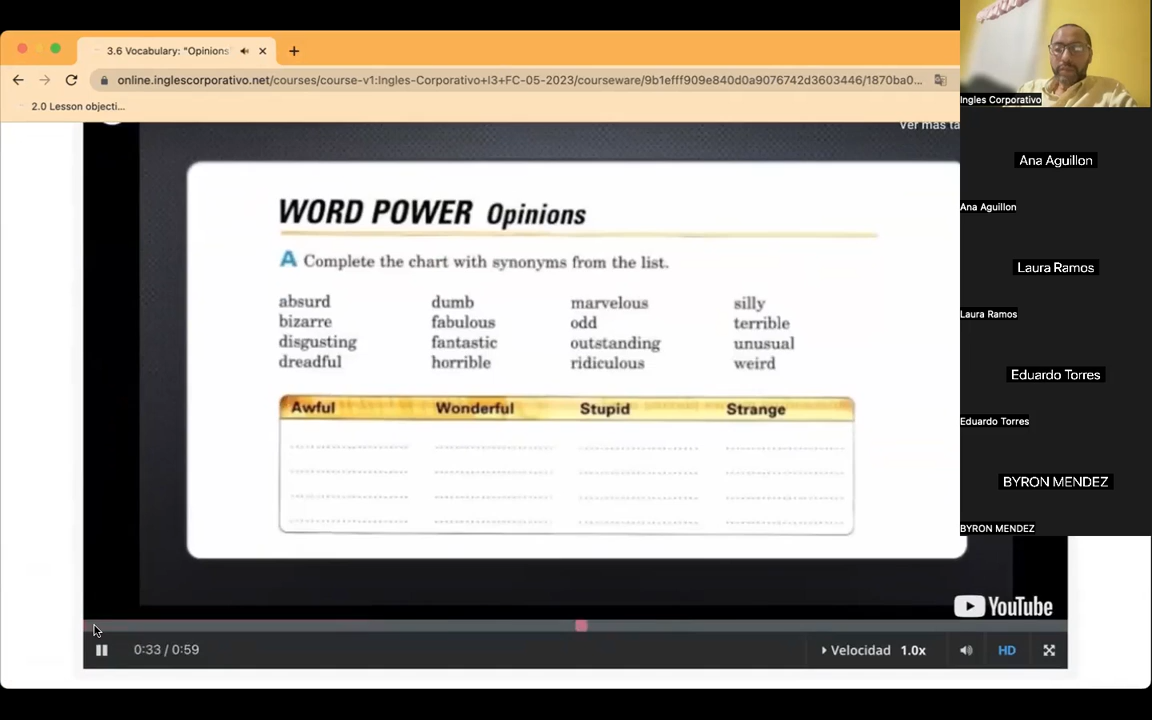 3.6 Vocabulary: "Opinions
online.inglescorporativo.net/courses/course-v1:Ingles-Corporativo+I3+FC-05-2023/courseware/9b1efff909e840d0a9076742d3603446/1870ba0...
2.0 Lesson objecti...
Ver más ta
WORD POWER Opinions
A Complete the chart with synonyms from the list.
absurd dumb marvelous silly
bizarre fabulous odd terrible
disgusting fantastic outstanding unusual
dreadful horrible ridiculous weird
Awful Wonderful Stupid Strange
YouTube
0:33 / 0:59 Velocidad 1.0x HD
Ingles Corporativo
Ana Aguillon
Ana Aguillon
Laura Ramos
Laura Ramos
Eduardo Torres
Eduardo Torres
BYRON MENDEZ
BYRON MENDEZ